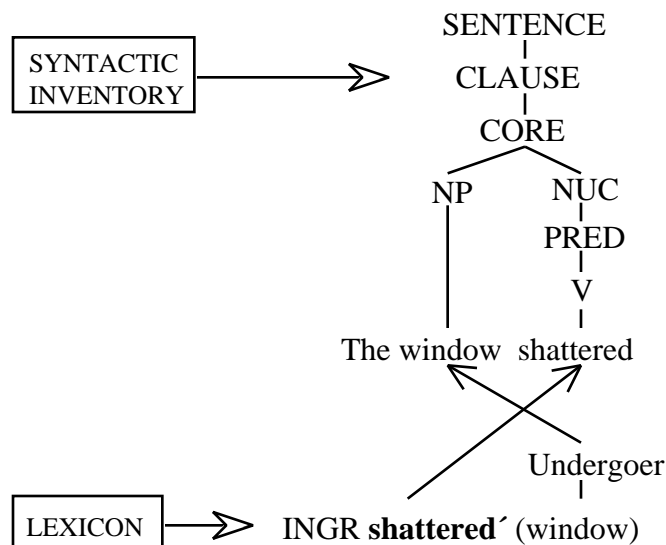 SENTENCE
SYNTACTIC
INVENTORY
CLAUSE
CORE
NP NUC
PRED
V
The window shattered
Undergoer
LEXICON
INGR shattered´ (window)